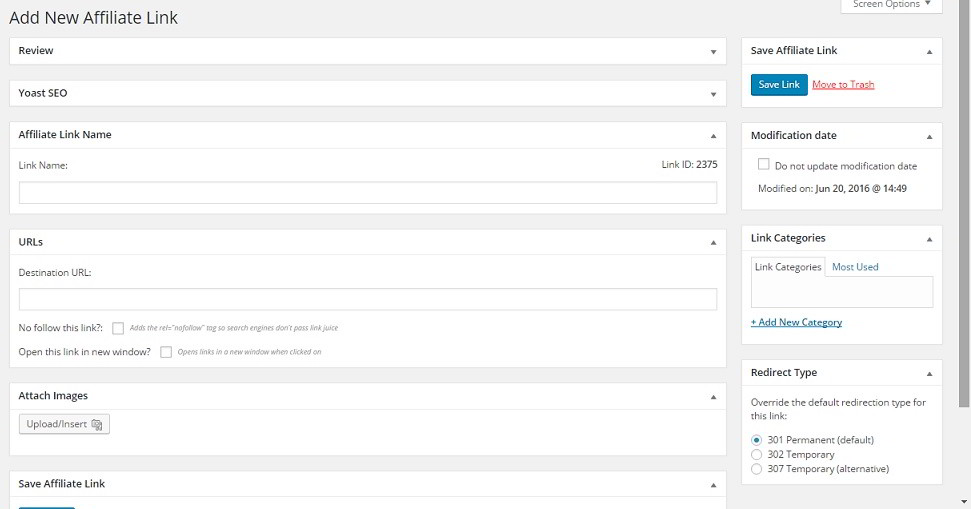 Screen Options
Add New Affiliate Link
Review
Yoast SEO
Affiliate Link Name
Link Name:
Link ID: 2375
URLs
Destination URL:
No follow this link?: Adds the rel="nofollow" tag so search engines don't pass link juice
Open this link in new window? Opens links in a new window when clicked on
Attach Images
Upload/Insert
Save Affiliate Link
Save Affiliate Link
Save Link Move to Trash
Modification date
Do not update modification date
Modified on: Jun 20, 2016 @ 14:49
Link Categories
Link Categories Most Used
+ Add New Category
Redirect Type
Override the default redirection type for
this link:
301 Permanent (default)
302 Temporary
307 Temporary (alternative)